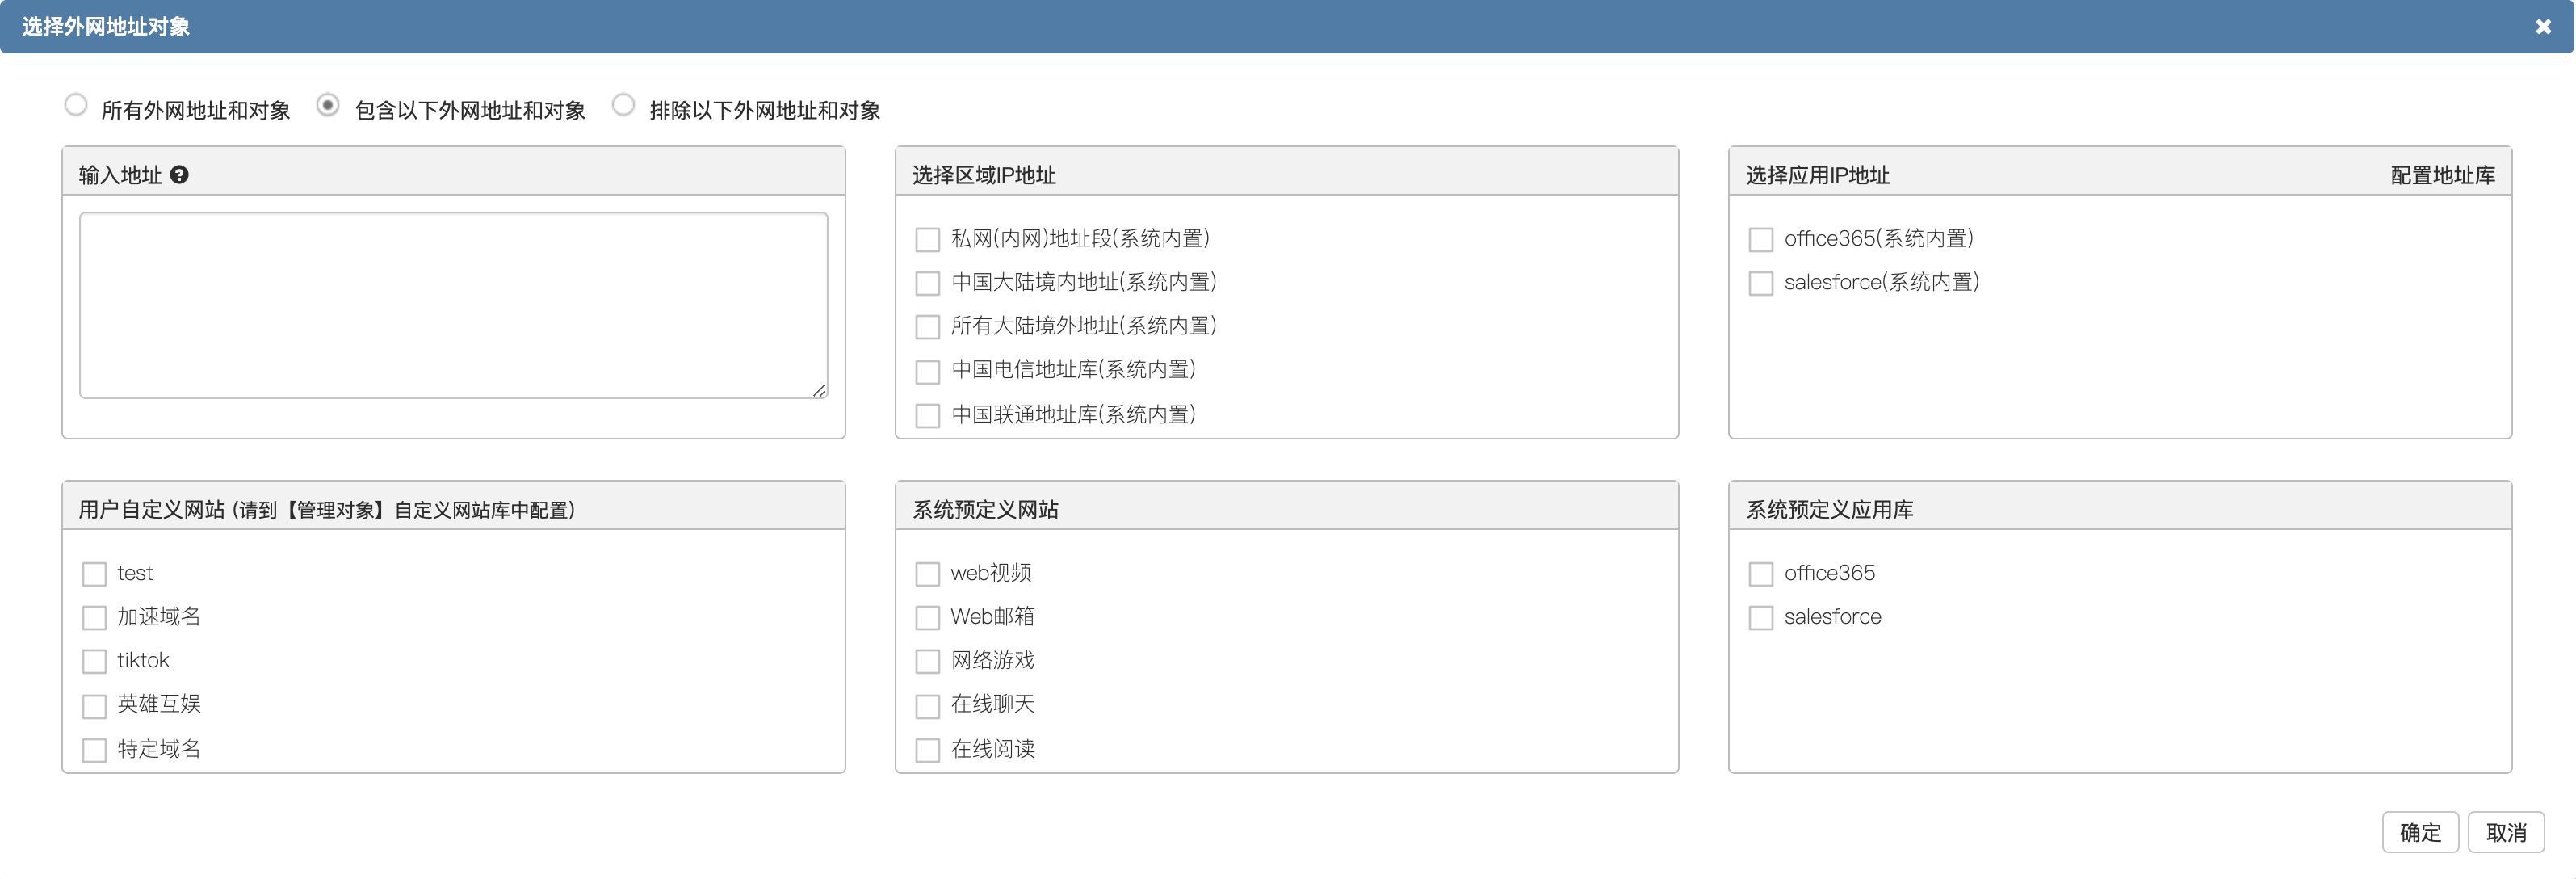 选择外网地址对象
所有外网地址和对象 包含以下外网地址和对象 排除以下外网地址和对象
输入地址
选择区域IP地址
私网(内网)地址段(系统内置)
中国大陆境内地址(系统内置)
所有大陆境外地址(系统内置)
中国电信地址库(系统内置)
中国联通地址库(系统内置)
选择应用IP地址 配置地址库
office365(系统内置)
salesforce(系统内置)
用户自定义网站 (请到【管理对象】自定义网站库中配置)
test
加速域名
tiktok
英雄互娱
特定域名
系统预定义网站
web视频
Web邮箱
网络游戏
在线聊天
在线阅读
系统预定义应用库
office365
salesforce
确定 取消